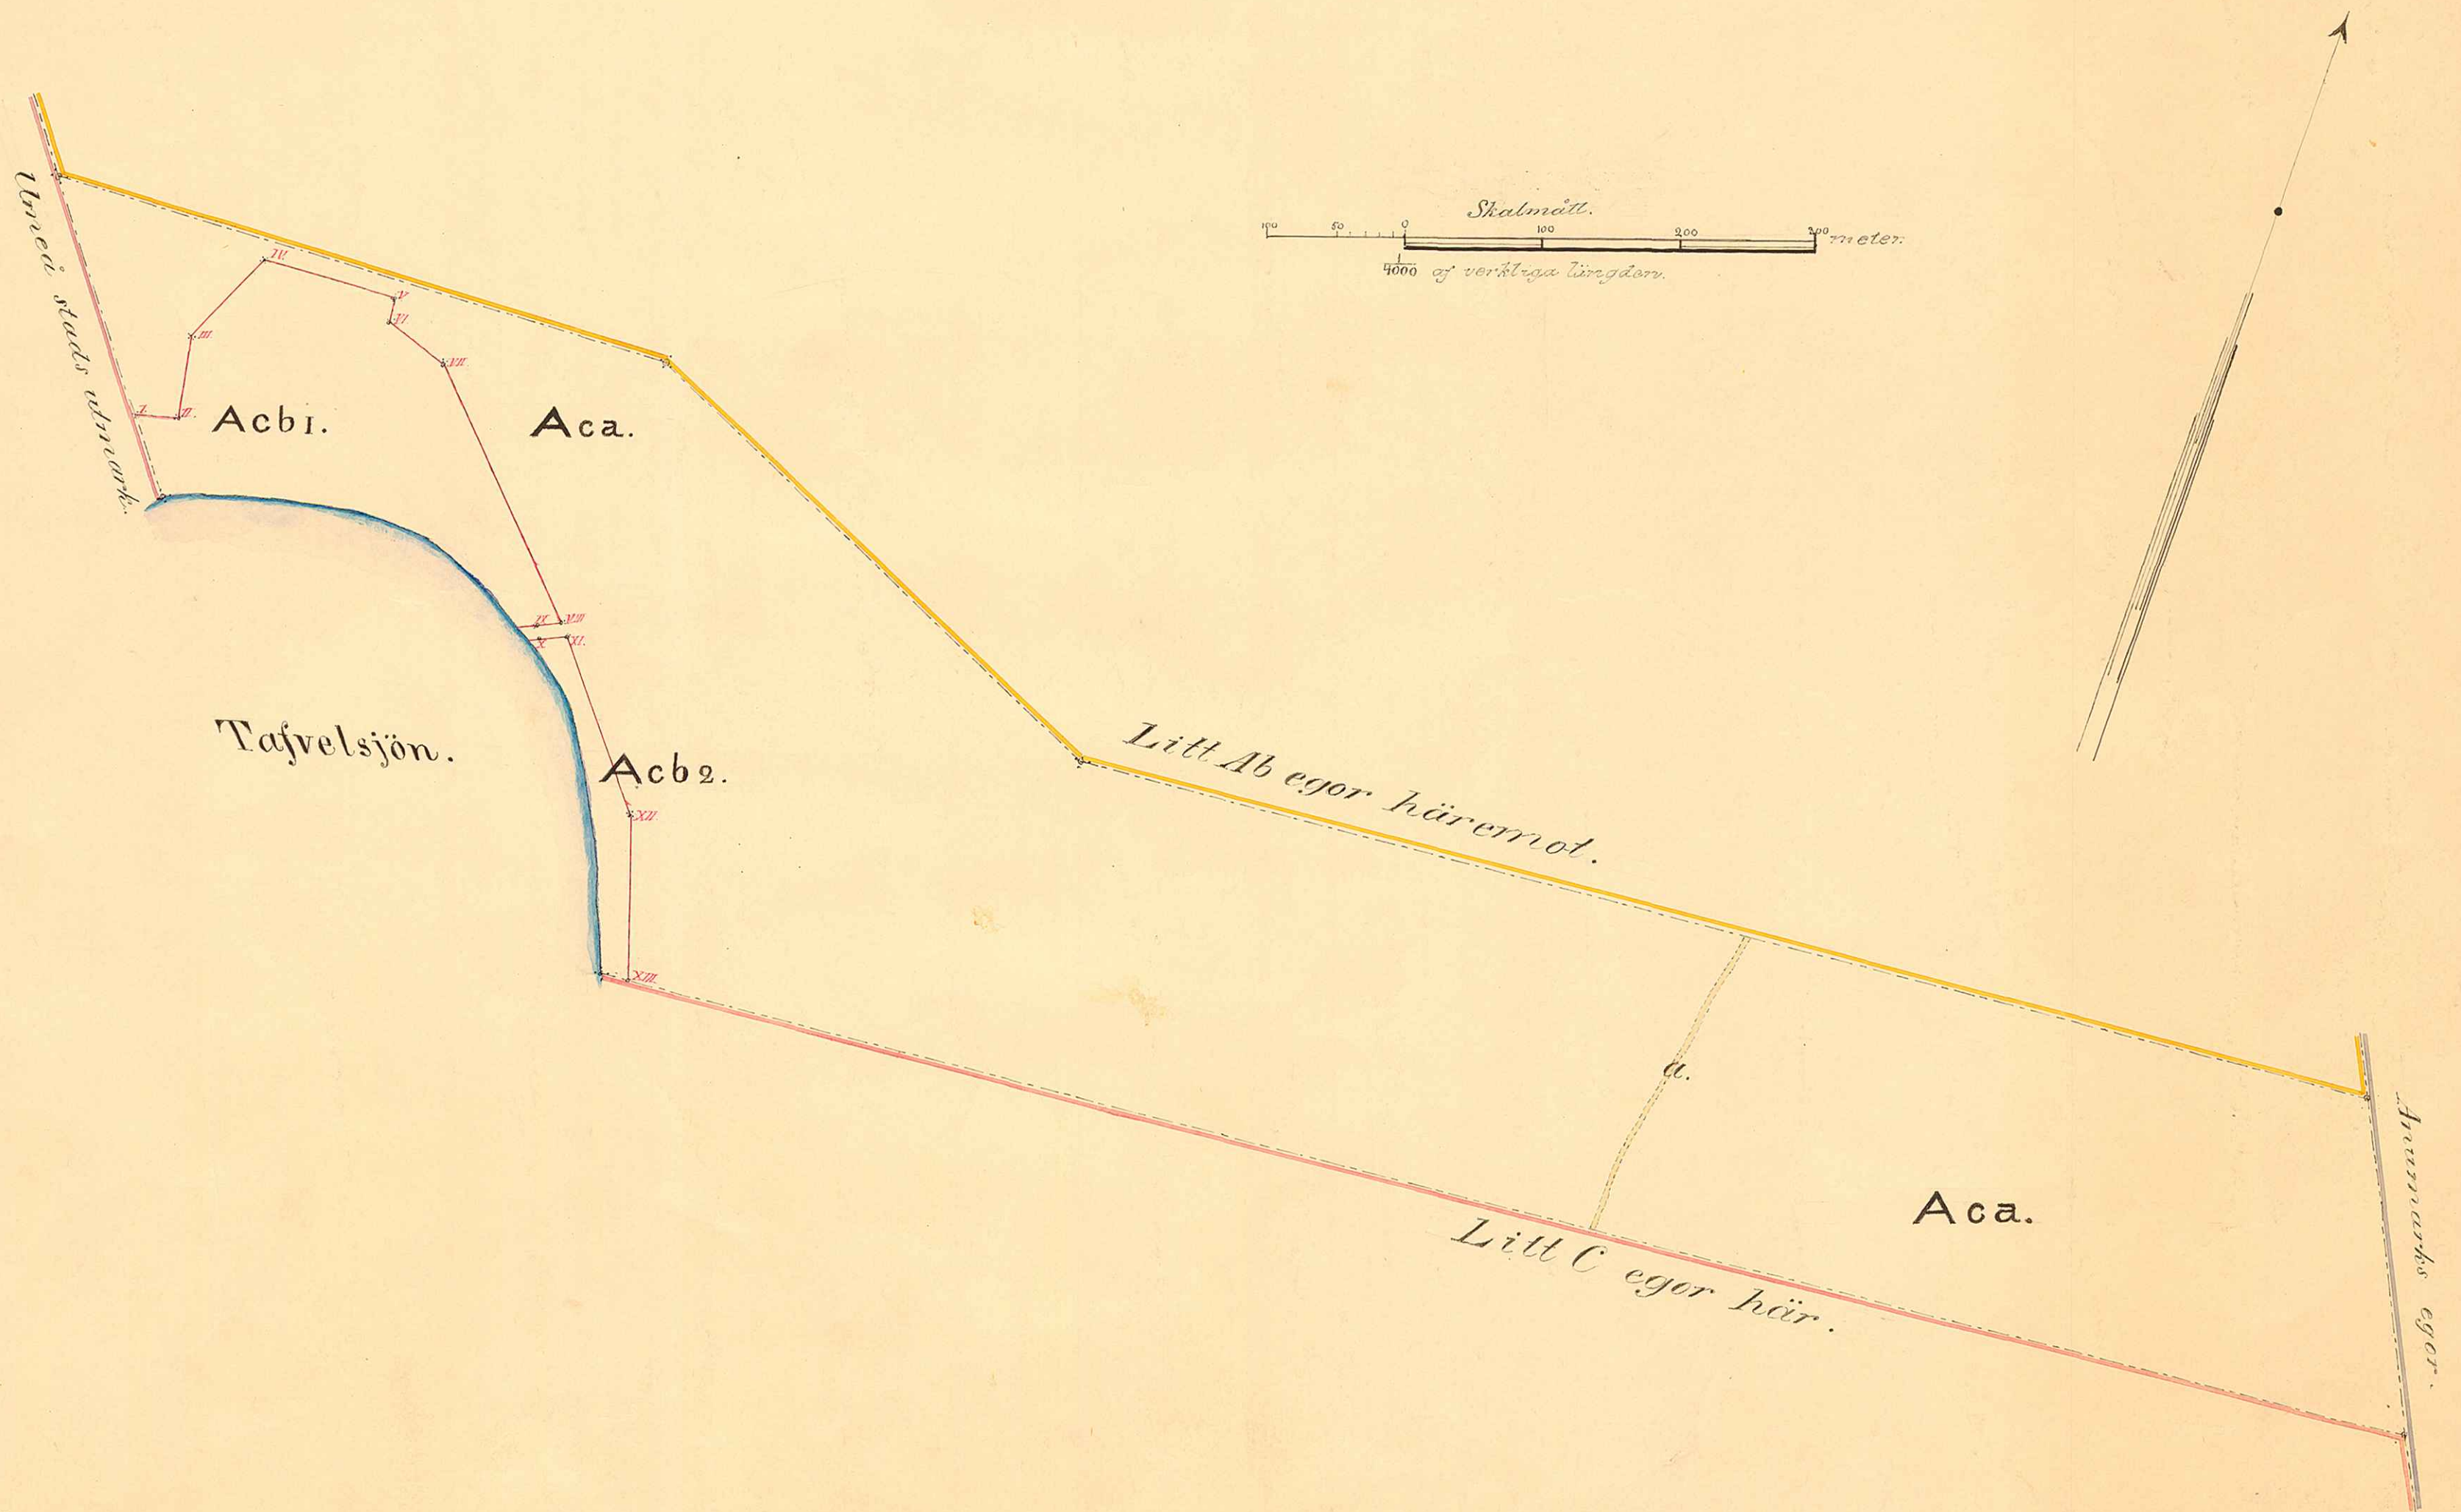 Skalmått.
100 50 0 100 200 300 meter.
1/4000 af verkliga längden.
Umeå stads utmark.
IV.
V.
VI.
III.
VII.
I.
II.
Acb1.
Aca.
IX
VIII
X
XI.
Tafvelsjön.
Acb2.
XII.
Litt Ab egor häremot.
XIII.
a.
Aca.
Litt C egor här.
Anumarks egor.